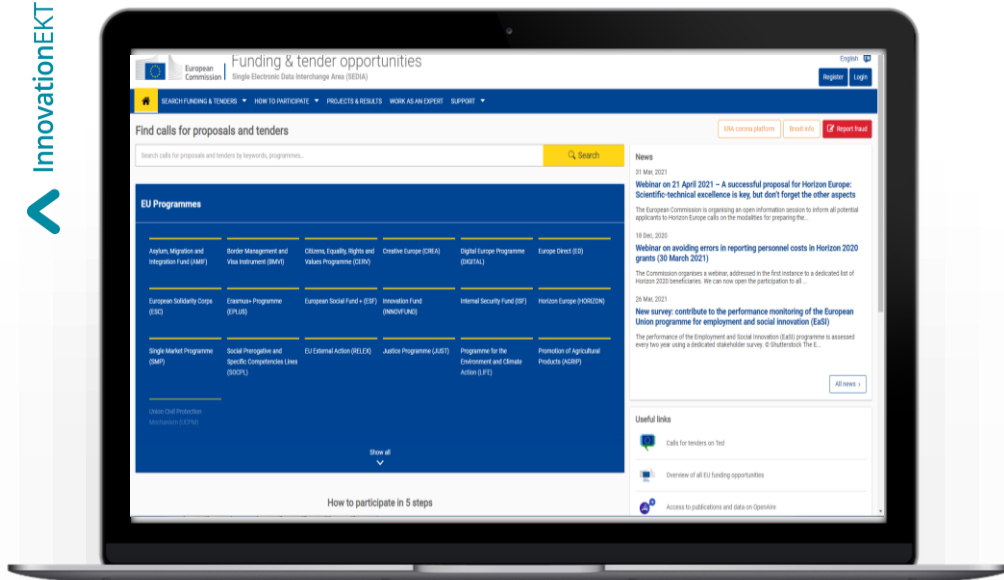 InnovationEKT
European
Commission
Funding & tender opportunities
Single Electronic Data Interchange Area (SEDIA)
English
Register
Login
SEARCH FUNDING & TENDERS
HOW TO PARTICIPATE
PROJECTS & RESULTS
WORK AS AN EXPERT
SUPPORT
Find calls for proposals and tenders
ERA corona platform
Brexit info
Report fraud
Search calls for proposals and tenders by keywords, programmes...
Search
EU Programmes
Asylum, Migration and
Integration Fund (AMIF)
Border Management and
Visa Instrument (BMVI)
Citizens, Equality, Rights and
Values Programme (CERV)
Creative Europe (CREA)
Digital Europe Programme
(DIGITAL)
Europe Direct (ED)
European Solidarity Corps
(ESC)
Erasmus+ Programme
(EPLUS)
European Social Fund + (ESF)
Innovation Fund
(INNOVFUND)
Internal Security Fund (ISF)
Horizon Europe (HORIZON)
Single Market Programme
(SMP)
Social Prerogative and
Specific Competencies Lines
(SOCPL)
EU External Action (RELEX)
Justice Programme (JUST)
Programme for the
Environment and Climate
Action (LIFE)
Promotion of Agricultural
Products (AGRIP)
Union Civil Protection
Mechanism (UCPM)
Show all
How to participate in 5 steps
News
31 Mar, 2021
Webinar on 21 April 2021 – A successful proposal for Horizon Europe:
Scientific-technical excellence is key, but don't forget the other aspects
The European Commission is organising an open information session to inform all potential
applicants to Horizon Europe calls on the modalities for preparing the...
18 Dec, 2020
Webinar on avoiding errors in reporting personnel costs in Horizon 2020
grants (30 March 2021)
The Commission organises a webinar, addressed in the first instance to a dedicated list of
Horizon 2020 beneficiaries. We can now open the participation to all ...
26 Mar, 2021
New survey: contribute to the performance monitoring of the European
Union programme for employment and social innovation (EaSI)
The performance of the Employment and Social Innovation (EaSI) programme is assessed
every two year using a dedicated stakeholder survey. © Shutterstock The E...
All news ›
Useful links
Calls for tenders on Ted
Overview of all EU funding opportunities
Access to publications and data on OpenAire